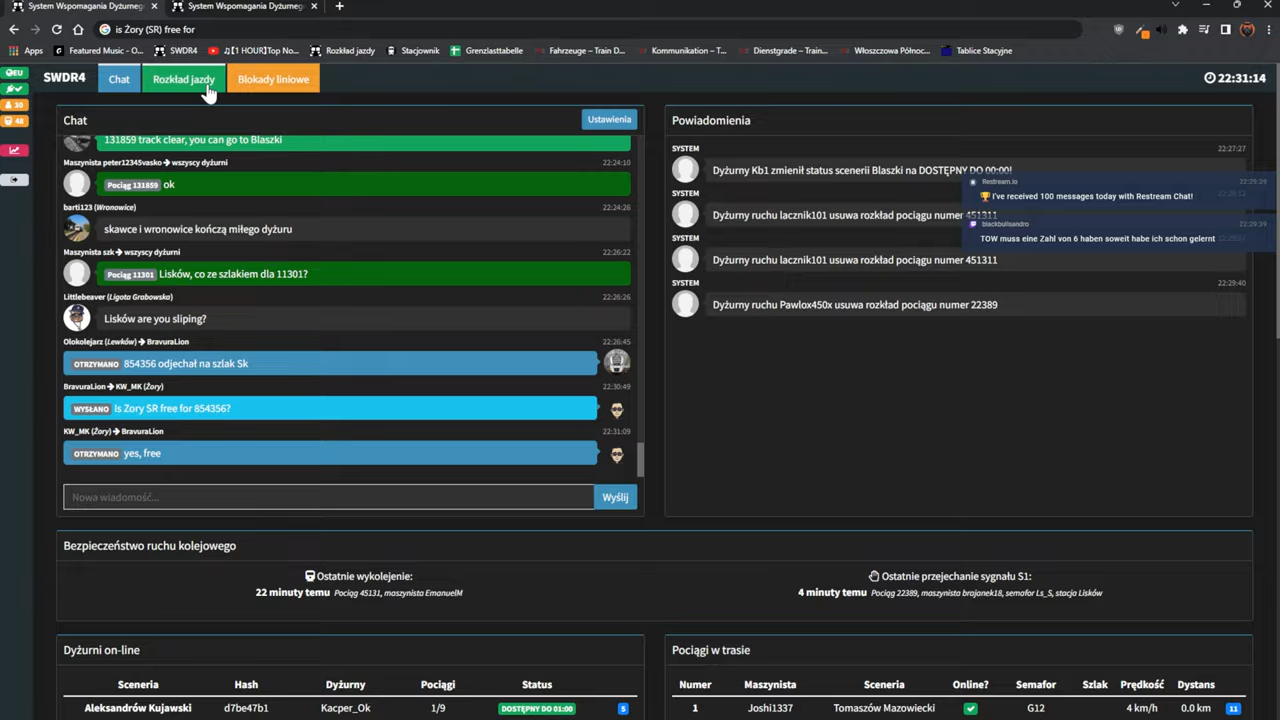 System Wspomagania Dyżurneg
System Wspomagania Dyżurneg
is Żory (SR) free for
Apps
Featured Music - O...
SWDR4
♫【1 HOUR】Top No...
Rozkład jazdy
Stacjownik
Grenzlasttabelle
Fahrzeuge – Train D...
Kommunikation – T...
Dienstgrade – Train...
Włoszczowa Północ...
Tablice Stacyjne
EU
30
48
SWDR4
Chat
Rozkład jazdy
Blokady liniowe
22:31:14
Chat
Ustawienia
131859 track clear, you can go to Blaszki
Maszynista peter12345vasko → wszyscy dyżurni
22:24:10
Pociąg 131859 ok
barti123 (Wronowice)
22:24:26
skawce i wronowice kończą miłego dyżuru
Maszynista szk → wszyscy dyżurni
22:26:22
Pociąg 11301 Lisków, co ze szlakiem dla 11301?
Littlebeaver (Ligota Grabowska)
22:26:26
Lisków are you sliping?
Olokolejarz (Lewków) → BravuraLion
22:26:45
OTRZYMANO 854356 odjechał na szlak Sk
BravuraLion → KW_MK (Żory)
22:30:49
WYSŁANO Is Zory SR free for 854356?
KW_MK (Żory) → BravuraLion
22:31:09
OTRZYMANO yes, free
Nowa wiadomość...
Wyślij
Powiadomienia
SYSTEM
22:27:27
Dyżurny Kb1 zmienił status scenerii Blaszki na DOSTĘPNY DO 00:00!
Restream.io
22:29:39
🏆 I've received 100 messages today with Restream Chat!
SYSTEM
Dyżurny ruchu lacznik101 usuwa rozkład pociągu numer 451311
blackbullsandro
22:29:39
TOW muss eine Zahl von 6 haben soweit habe ich schon gelernt
SYSTEM
Dyżurny ruchu lacznik101 usuwa rozkład pociągu numer 451311
SYSTEM
22:29:40
Dyżurny ruchu Pawlox450x usuwa rozkład pociągu numer 22389
Bezpieczeństwo ruchu kolejowego
Ostatnie wykolejenie:
22 minuty temu Pociąg 45131, maszynista EmanuelM
Ostatnie przejechanie sygnału S1:
4 minuty temu Pociąg 22389, maszynista brajanek18, semafor Ls_S, stacja Lisków
Dyżurni on-line
Sceneria Hash Dyżurny Pociągi Status
Aleksandrów Kujawski d7be47b1 Kacper_Ok 1/9 DOSTĘPNY DO 01:00 5
Pociągi w trasie
Numer Maszynista Sceneria Online? Semafor Szlak Prędkość Dystans
1 Joshi1337 Tomaszów Mazowiecki G12 4 km/h 0.0 km 11